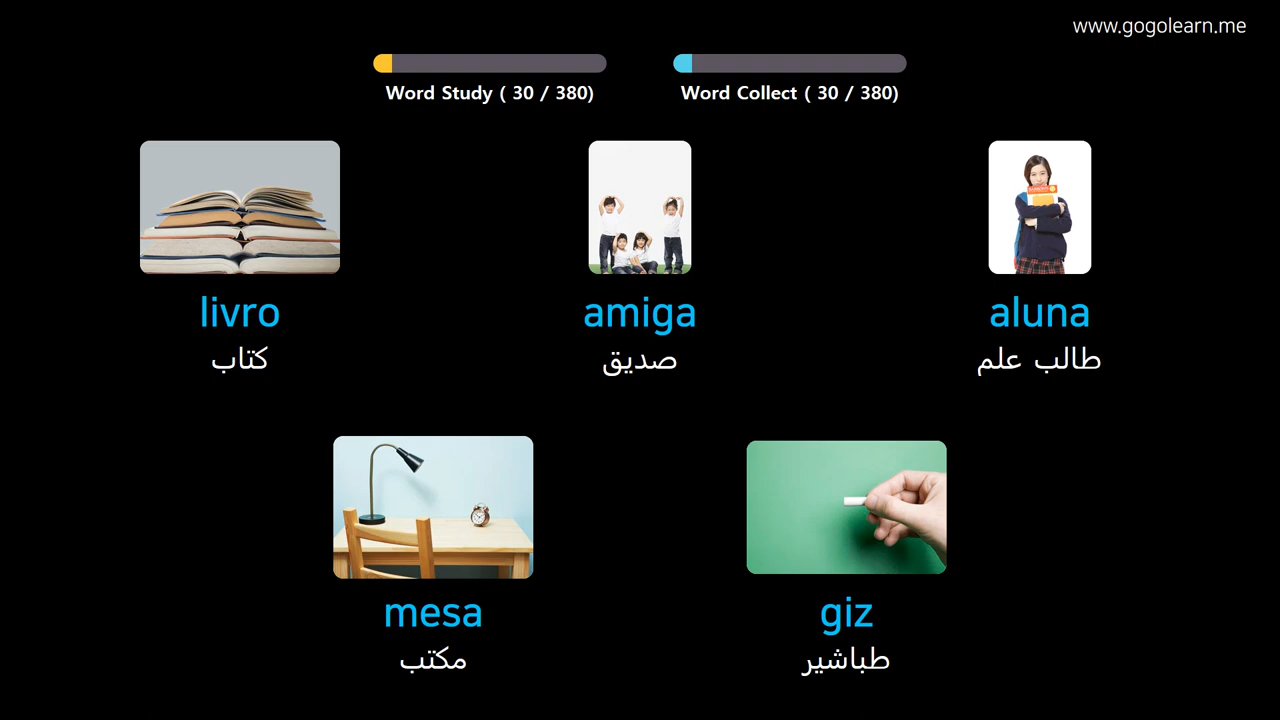 www.gogolearn.me
Word Study ( 30 / 380)
Word Collect ( 30 / 380)
livro
amiga
aluna
كتاب
صديق
طالب علم
mesa
giz
مكتب
طباشير